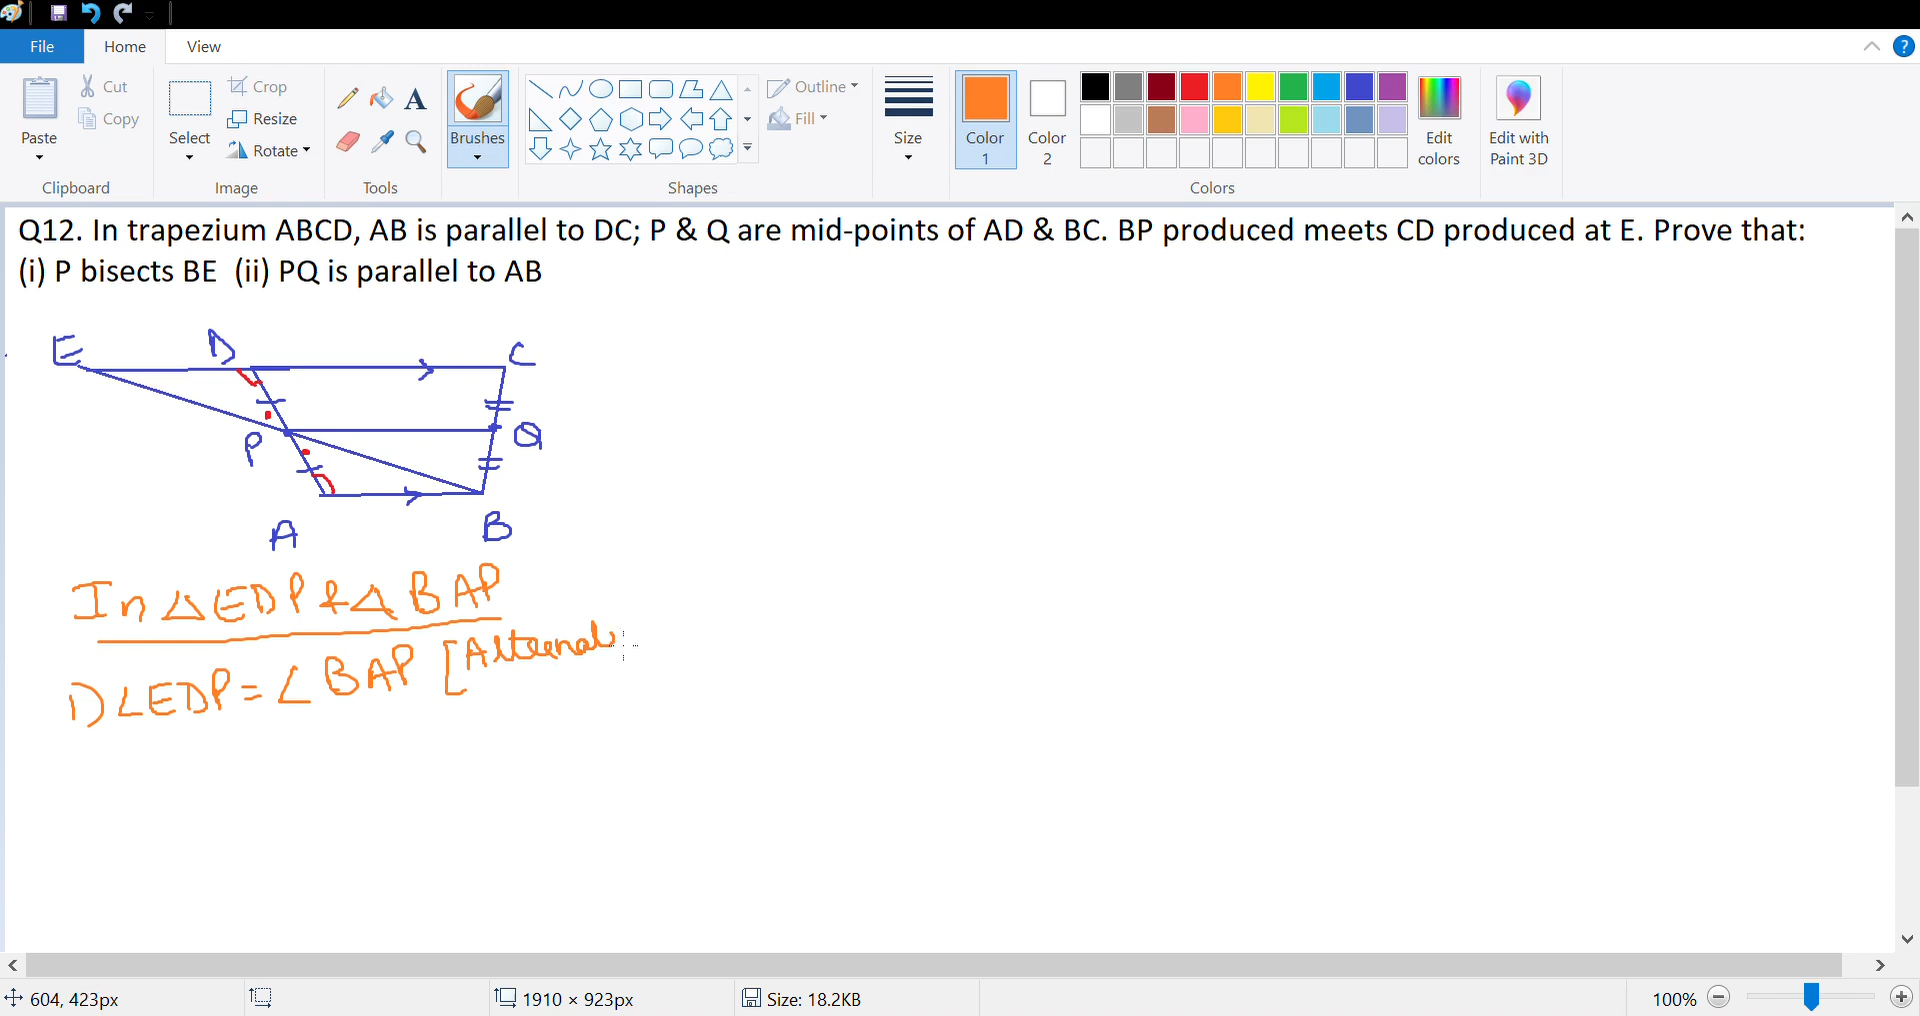 File Home View
Paste
Cut
Copy
Clipboard
Select
Crop
Resize
Rotate
Image
A
Tools
Brushes
Shapes
Outline
Fill
Size
Color 1
Color 2
Edit colors
Colors
Edit with Paint 3D
?
Q12. In trapezium ABCD, AB is parallel to DC; P & Q are mid-points of AD & BC. BP produced meets CD produced at E. Prove that:
(i) P bisects BE (ii) PQ is parallel to AB
E D C
P Q
A B
In △EDP & △BAP
D ∠EDP = ∠BAP [Alternat
604, 423px
1910 × 923px
Size: 18.2KB
100%